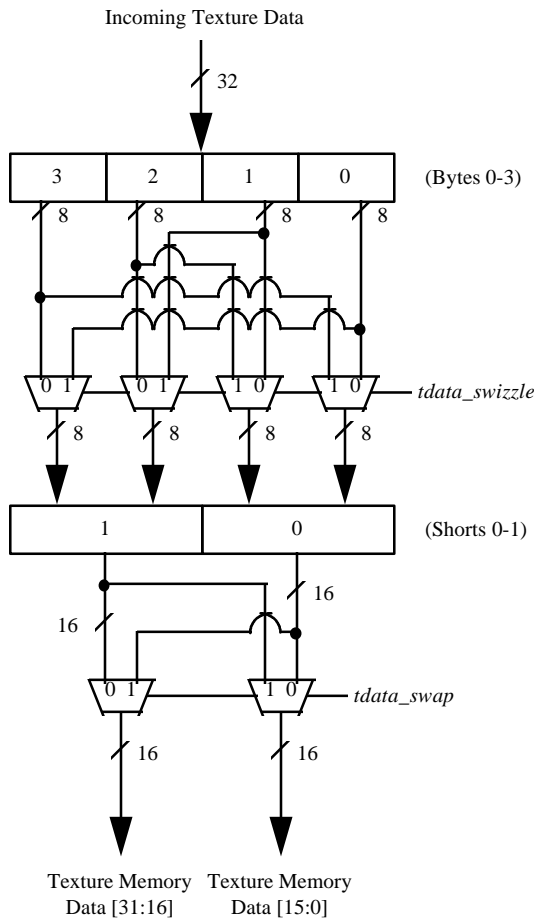 Incoming Texture Data
32
3 2 1 0 (Bytes 0-3)
8 8 8 8
0 1 0 1 1 0 1 0
tdata_swizzle
8 8 8 8
1 0 (Shorts 0-1)
16
16
0 1 1 0
tdata_swap
16 16
Texture Memory Texture Memory
Data [31:16] Data [15:0]